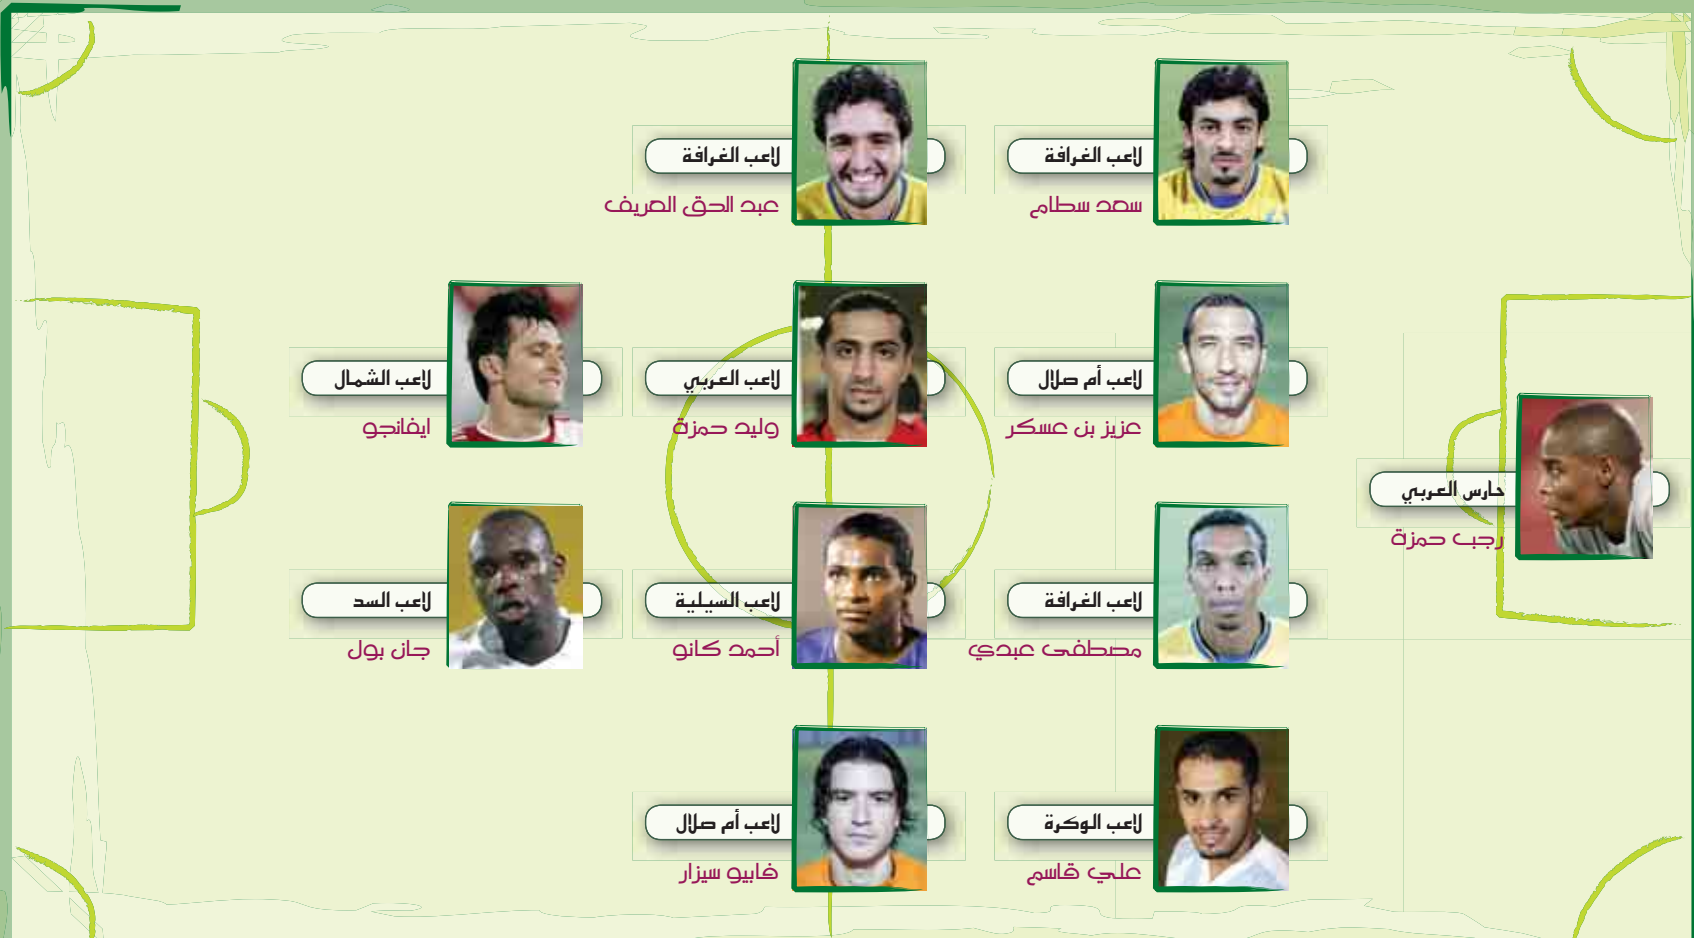 لاعب الغرافة
سعد سطام
لاعب الغرافة
عبد الحق العريف
لاعب أم صلال
عزيز بن عسكر
لاعب العربي
وليد حمزة
لاعب الشمال
ايفانجو
حارس العربي
رجب حمزة
لاعب الغرافة
مصطفى عبدي
لاعب السيلية
أحمد كانو
لاعب السد
جان بول
لاعب الوكرة
علي قاسم
لاعب أم صلال
فابيو سيزار